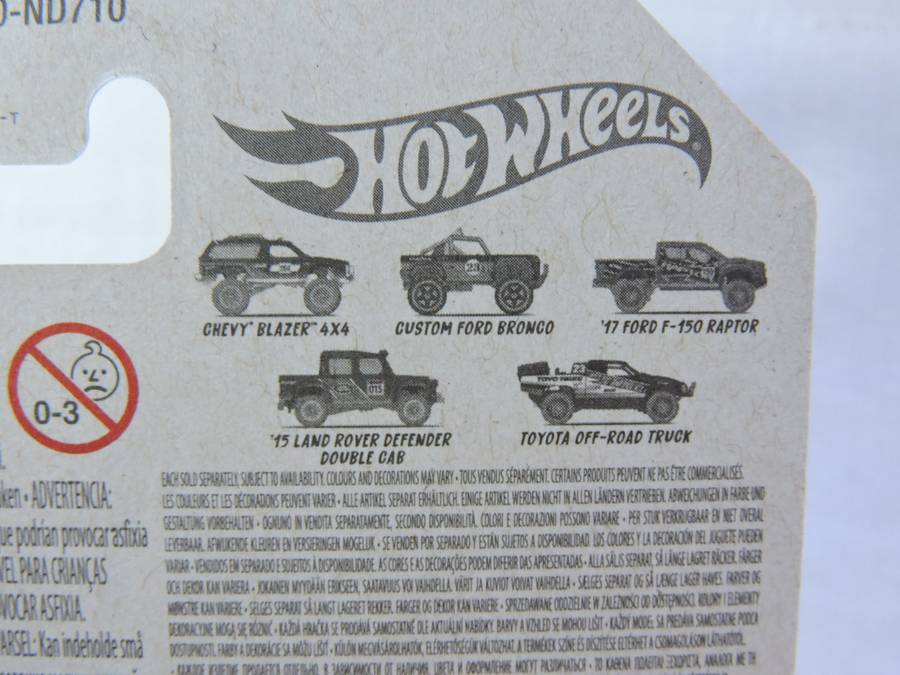 -ND710
-T
HOT WHEELS
CHEVY BLAZER™ 4X4
CUSTOM FORD BRONCO
'17 FORD F-150 RAPTOR
'15 LAND ROVER DEFENDER
DOUBLE CAB
TOYOTA OFF-ROAD TRUCK
0-3
iken • ADVERTENCIA:
ue podrían provocar asfixia
VEL PARA CRIANÇAS
VOCAR ASFIXIA.
ARSEL: Kan indeholde små
EACH SOLD SEPARATELY, SUBJECT TO AVAILABILITY. COLOURS AND DECORATIONS MAY VARY • TOUS VENDUS SÉPARÉMENT. CERTAINS PRODUITS PEUVENT NE PAS ÊTRE COMMERCIALISÉS.
LES COULEURS ET LES DÉCORATIONS PEUVENT VARIER • ALLE ARTIKEL SEPARAT ERHÄLTLICH. EINIGE ARTIKEL WERDEN NICHT IN ALLEN LÄNDERN VERTRIEBEN. ABWEICHUNGEN IN FARBE UND
GESTALTUNG VORBEHALTEN • OGNUNO IN VENDITA SEPARATAMENTE, SECONDO DISPONIBILITÀ. COLORI E DECORAZIONI POSSONO VARIARE • PER STUK VERKRIJGBAAR EN NIET OVERAL
LEVERBAAR. AFWIJKENDE KLEUREN EN VERSIERINGEN MOGELIJK • SE VENDEN POR SEPARADO Y ESTÁN SUJETOS A DISPONIBILIDAD. LOS COLORES Y LA DECORACIÓN DEL JUGUETE PUEDEN
VARIAR • VENDIDOS EM SEPARADO E SUJEITOS À DISPONIBILIDADE. AS CORES E AS DECORAÇÕES PODEM DIFERIR DAS APRESENTADAS • ALLA SÄLJS SEPARAT, SÅ LÄNGE LAGRET RÄCKER. FÄRGER
OCH DEKOR KAN VARIERA • JOKAINEN MYYDÄÄN ERIKSEEN, SAATAVUUS VOI VAIHDELLA. VÄRIT JA KUVIOT VOIVAT VAIHDELLA • SÆLGES SEPARAT OG SÅ LÆNGE LAGER HAVES. FARVER OG
MØNSTRE KAN VARIERE • SELGES SEPARAT SÅ LANGT LAGERET REKKER. FARGER OG DEKOR KAN VARIERE • SPRZEDAWANE ODDZIELNIE W ZALEŻNOŚCI OD DOSTĘPNOŚCI. KOLORY I ELEMENTY
DEKORACYJNE MOGĄ SIĘ RÓŻNIĆ • KAŽDÁ HRAČKA SE PRODÁVÁ SAMOSTATNĚ DLE AKTUÁLNÍ NABÍDKY. BARVY A VZHLED SE MOHOU LIŠIT • KAŽDÝ MODEL SA PREDÁVA SAMOSTATNE PODĽA
DOSTUPNOSTI. FARBY A DEKORÁCIE SA MÔŽU LÍŠIŤ • KÜLÖN MEGVÁSÁROLHATÓK, ELÉRHETŐSÉGÜK VÁLTOZHAT. A TERMÉKEK SZÍNE ÉS DÍSZÍTÉSE ELTÉRHET A CSOMAGOLÁSON LÁTHATÓTÓL.